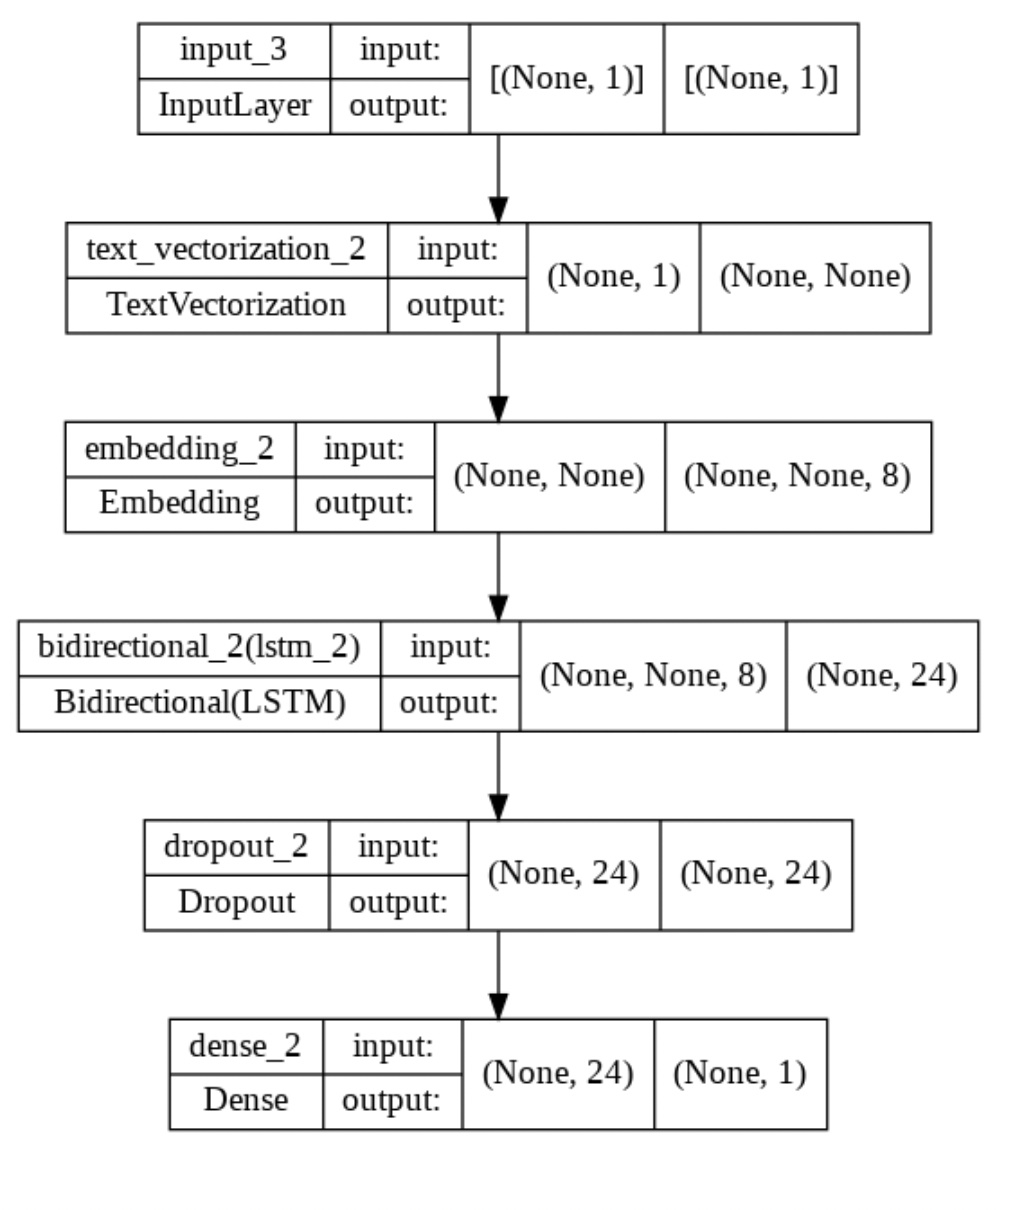 input_3 input: [(None, 1)] [(None, 1)]
InputLayer output:
text_vectorization_2 input: (None, 1) (None, None)
TextVectorization output:
embedding_2 input: (None, None) (None, None, 8)
Embedding output:
bidirectional_2(lstm_2) input: (None, None, 8) (None, 24)
Bidirectional(LSTM) output:
dropout_2 input: (None, 24) (None, 24)
Dropout output:
dense_2 input: (None, 24) (None, 1)
Dense output: